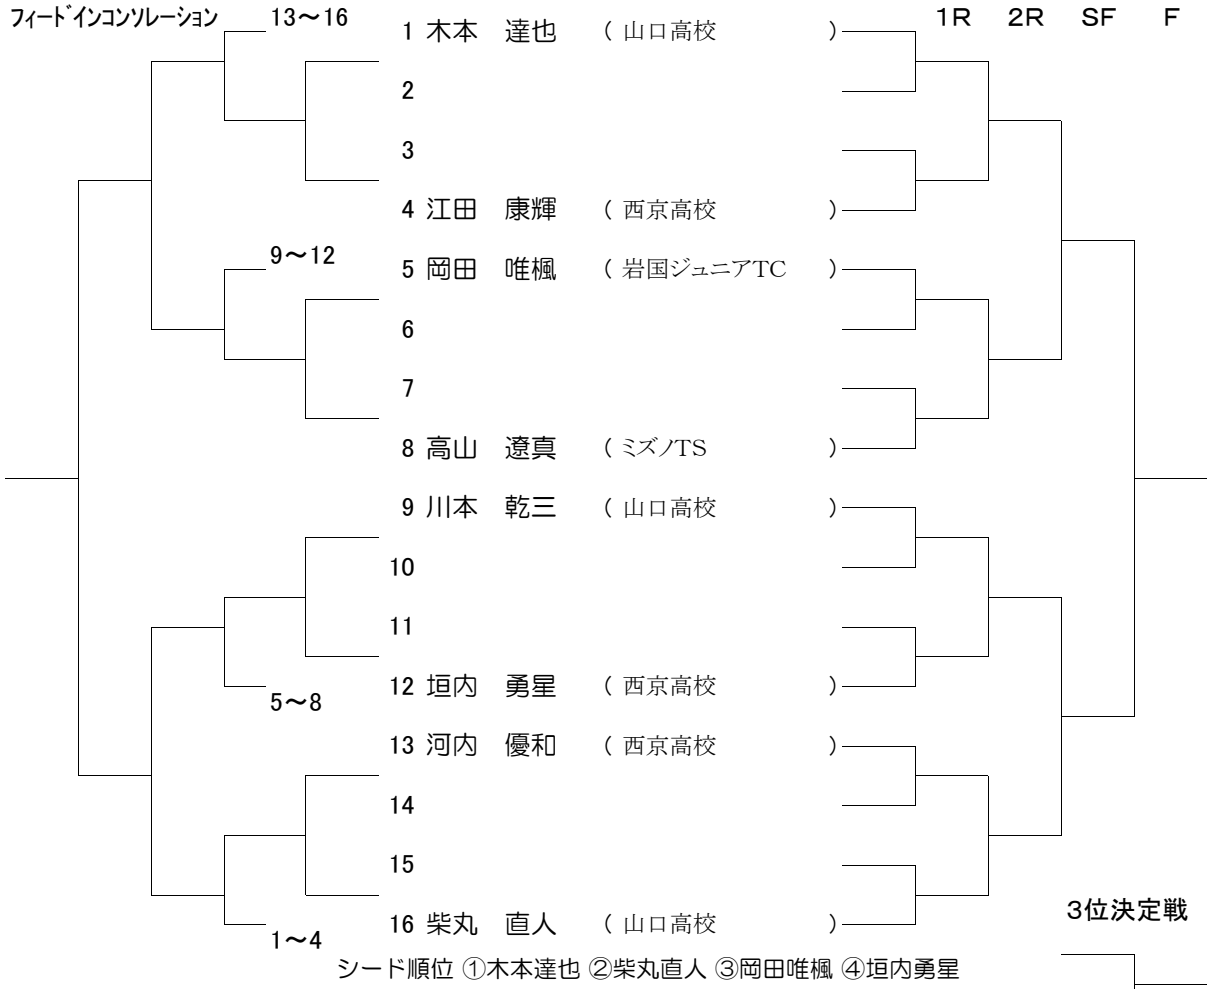 フィードインコンソレーション 13～16 1R 2R SF F
1 木本 達也 ( 山口高校 )
2
3
4 江田 康輝 ( 西京高校 )
9～12
5 岡田 唯楓 ( 岩国ジュニアTC )
6
7
8 高山 遼真 ( ミズノTS )
9 川本 乾三 ( 山口高校 )
10
11
12 垣内 勇星 ( 西京高校 )
5～8
13 河内 優和 ( 西京高校 )
14
15
16 柴丸 直人 ( 山口高校 )
3位決定戦
1～4
シード順位 ①木本達也 ②柴丸直人 ③岡田唯楓 ④垣内勇星